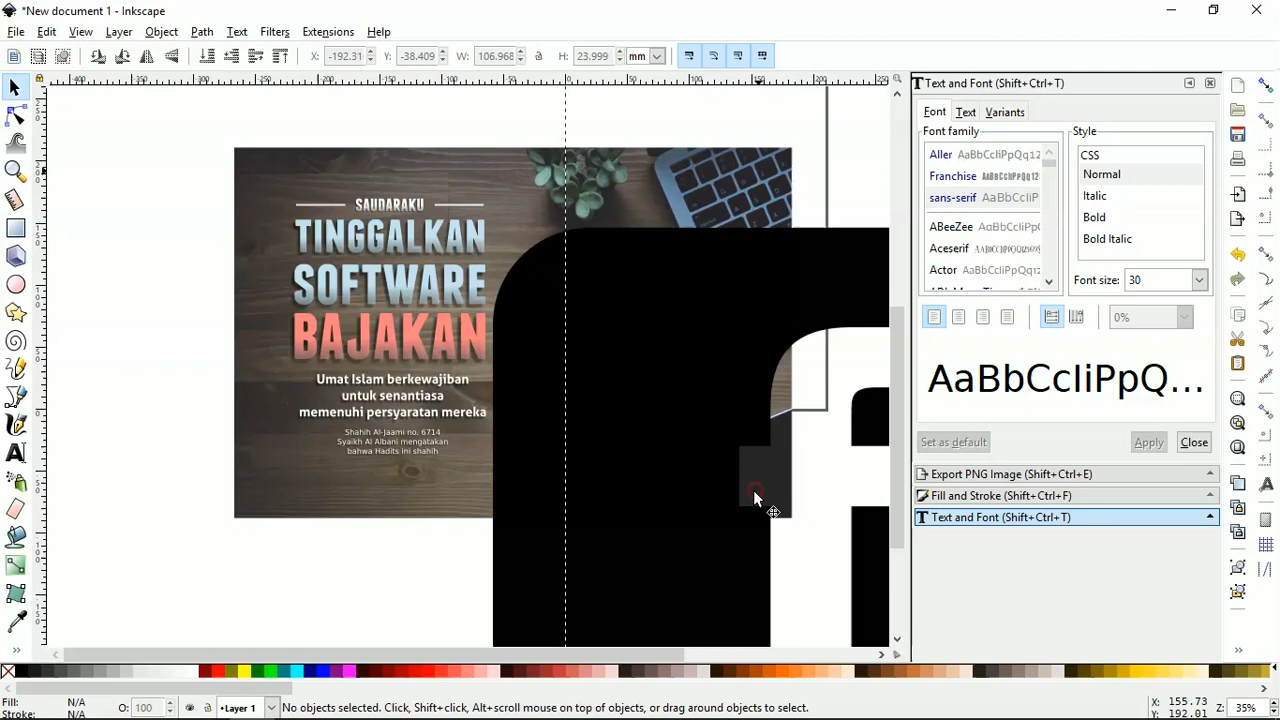 *New document 1 - Inkscape
File Edit View Layer Object Path Text Filters Extensions Help
X: -192.31 Y: -38.409 W: 106.968 H: 23.999 mm
Text and Font (Shift+Ctrl+T)
Font Text Variants
Font family
Style
Aller AaBbCcIiPpQq12
Franchise AaBbCcIiPpQq123
sans-serif AaBbCcIiP
ABeeZee AaBbCcIiPp
Aceserif
Actor AaBbCcIiPpQq12
CSS
Normal
Italic
Bold
Bold Italic
Font size: 30
0%
AaBbCcIiPpQ...
Set as default Apply Close
Export PNG Image (Shift+Ctrl+E)
Fill and Stroke (Shift+Ctrl+F)
Text and Font (Shift+Ctrl+T)
SAUDARAKU
TINGGALKAN
SOFTWARE
BAJAKAN
Umat Islam berkewajiban
untuk senantiasa
memenuhi persyaratan mereka
Shahih Al-Jaami no. 6714
Syaikh Al Albani mengatakan
bahwa Hadits ini shahih
Fill: N/A
Stroke: N/A
O: 100
•Layer 1
No objects selected. Click, Shift+click, Alt+scroll mouse on top of objects, or drag around objects to select.
X: 155.73
Y: 192.01
Z: 35%